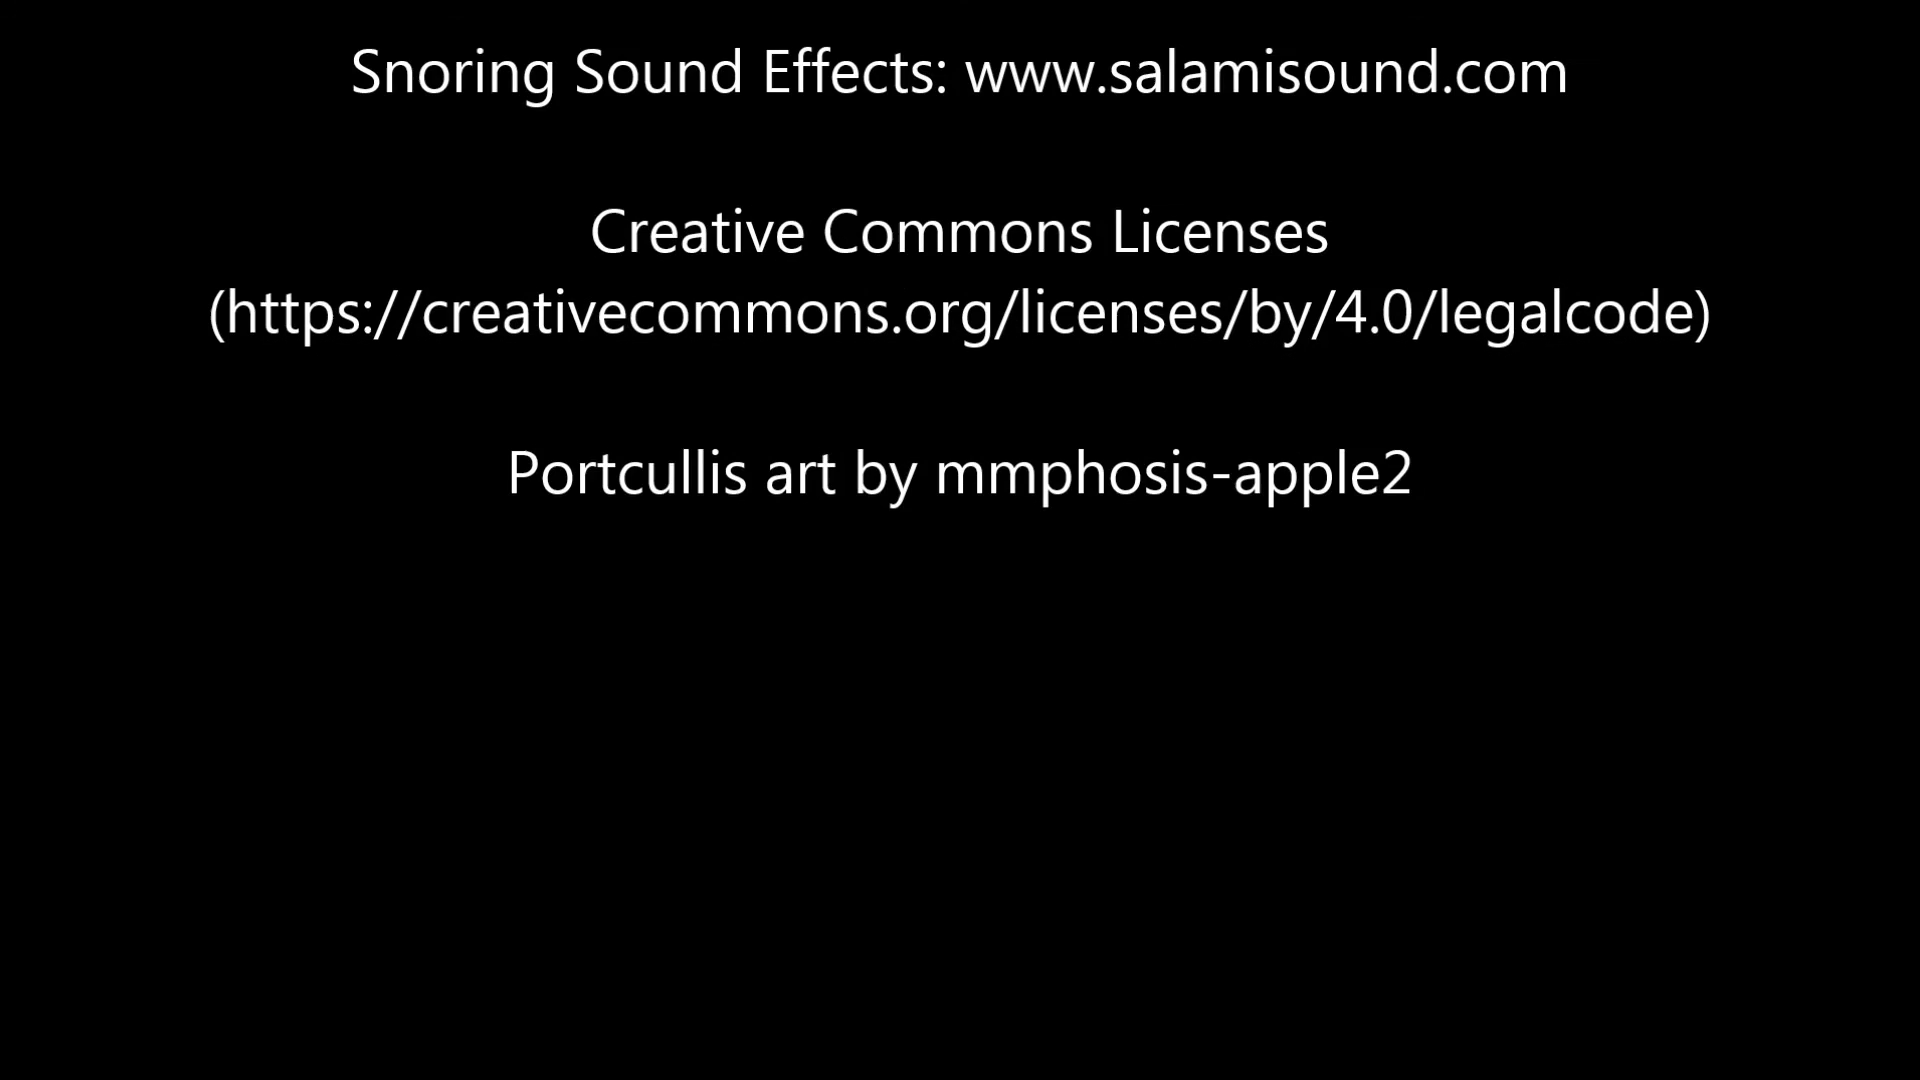 Snoring Sound Effects: www.salamisound.com
Creative Commons Licenses
(https://creativecommons.org/licenses/by/4.0/legalcode)
Portcullis art by mmphosis-apple2